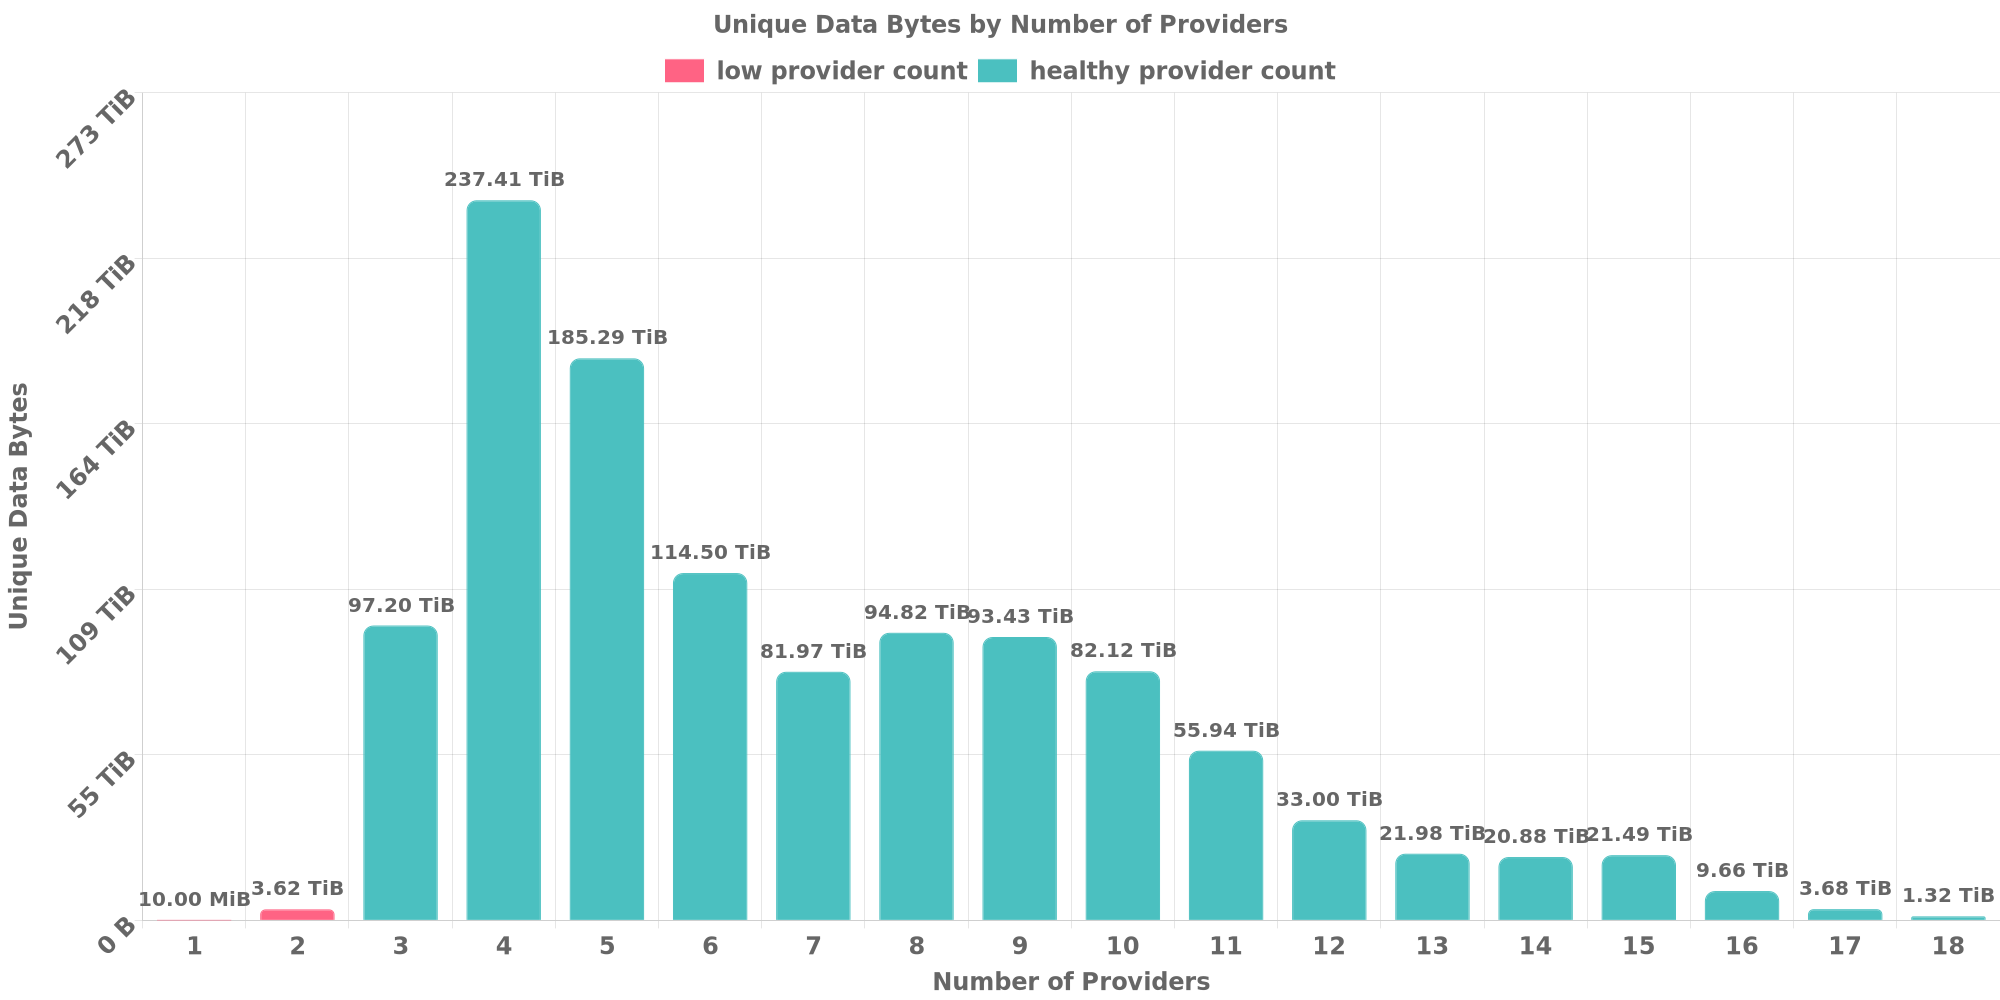 Unique Data Bytes by Number of Providers
low provider count
healthy provider count
273 TiB
218 TiB
164 TiB
109 TiB
55 TiB
0 B
Unique Data Bytes
10.00 MiB
3.62 TiB
97.20 TiB
237.41 TiB
185.29 TiB
114.50 TiB
81.97 TiB
94.82 TiB
93.43 TiB
82.12 TiB
55.94 TiB
33.00 TiB
21.98 TiB
20.88 TiB
21.49 TiB
9.66 TiB
3.68 TiB
1.32 TiB
1 2 3 4 5 6 7 8 9 10 11 12 13 14 15 16 17 18
Number of Providers